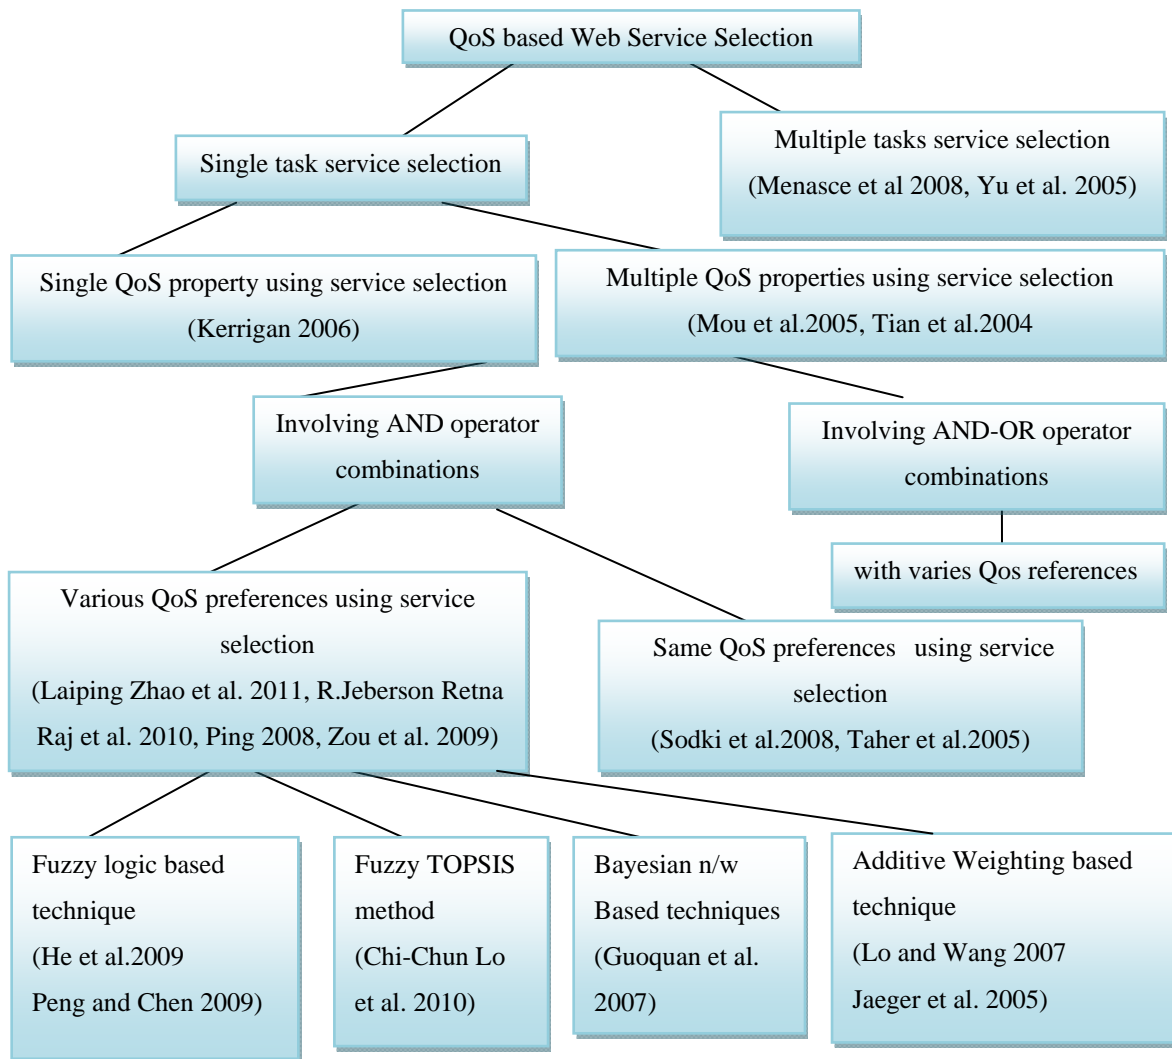 QoS based Web Service Selection
Single task service selection
Multiple tasks service selection
(Menasce et al 2008, Yu et al. 2005)
Single QoS property using service selection
(Kerrigan 2006)
Multiple QoS properties using service selection
(Mou et al.2005, Tian et al.2004
Involving AND operator
combinations
Involving AND-OR operator
combinations
with varies Qos references
Various QoS preferences using service
selection
(Laiping Zhao et al. 2011, R.Jeberson Retna
Raj et al. 2010, Ping 2008, Zou et al. 2009)
Same QoS preferences using service
selection
(Sodki et al.2008, Taher et al.2005)
Fuzzy logic based
technique
(He et al.2009
Peng and Chen 2009)
Fuzzy TOPSIS
method
(Chi-Chun Lo
et al. 2010)
Bayesian n/w
Based techniques
(Guoquan et al.
2007)
Additive Weighting based
technique
(Lo and Wang 2007
Jaeger et al. 2005)